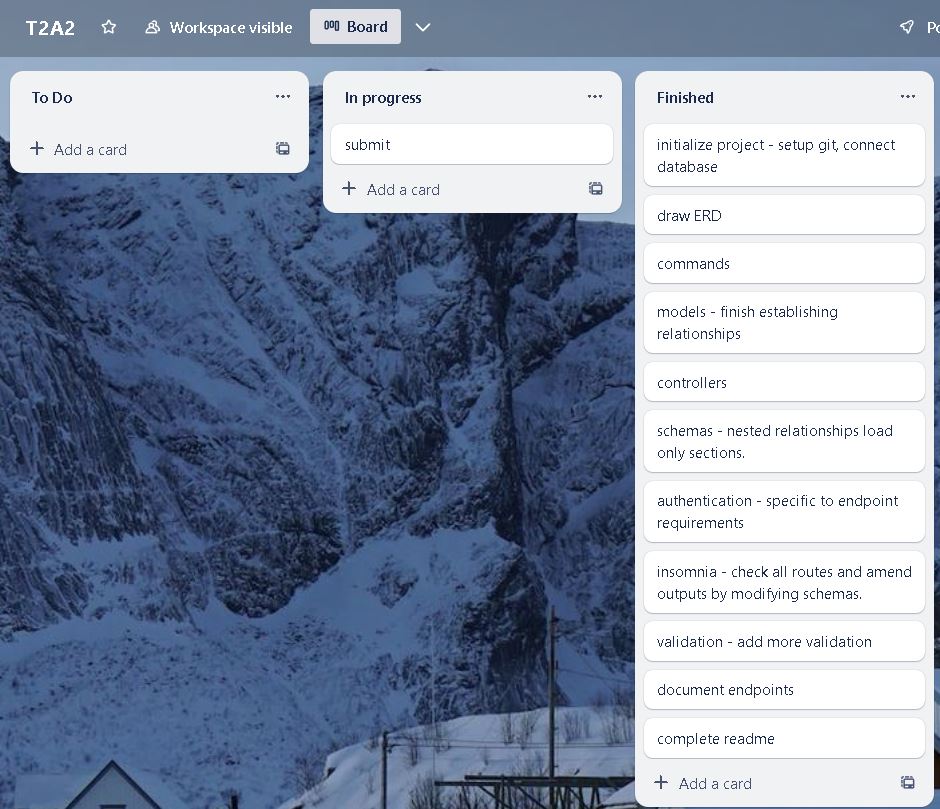 T2A2
Workspace visible
Board
To Do
Add a card
In progress
submit
Add a card
Finished
initialize project - setup git, connect
database
draw ERD
commands
models - finish establishing
relationships
controllers
schemas - nested relationships load
only sections.
authentication - specific to endpoint
requirements
insomnia - check all routes and amend
outputs by modifying schemas.
validation - add more validation
document endpoints
complete readme
Add a card